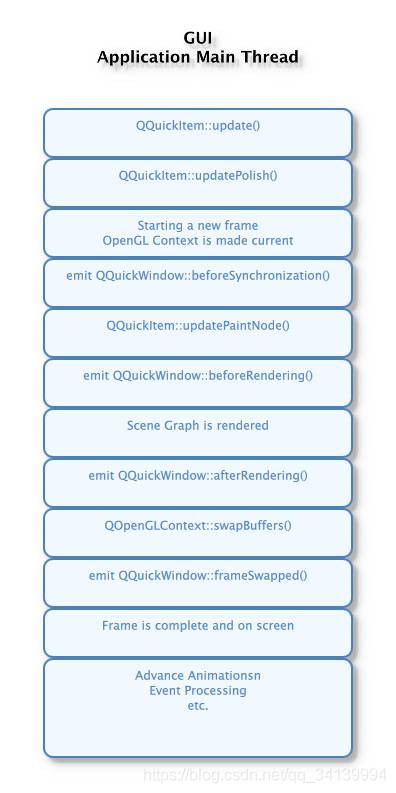 GUI
Application Main Thread
QQuickItem::update()
QQuickItem::updatePolish()
Starting a new frame
OpenGL Context is made current
emit QQuickWindow::beforeSynchronization()
QQuickItem::updatePaintNode()
emit QQuickWindow::beforeRendering()
Scene Graph is rendered
emit QQuickWindow::afterRendering()
QOpenGLContext::swapBuffers()
emit QQuickWindow::frameSwapped()
Frame is complete and on screen
Advance Animationsn
Event Processing
etc.
https://blog.csdn.net/qq_34139994